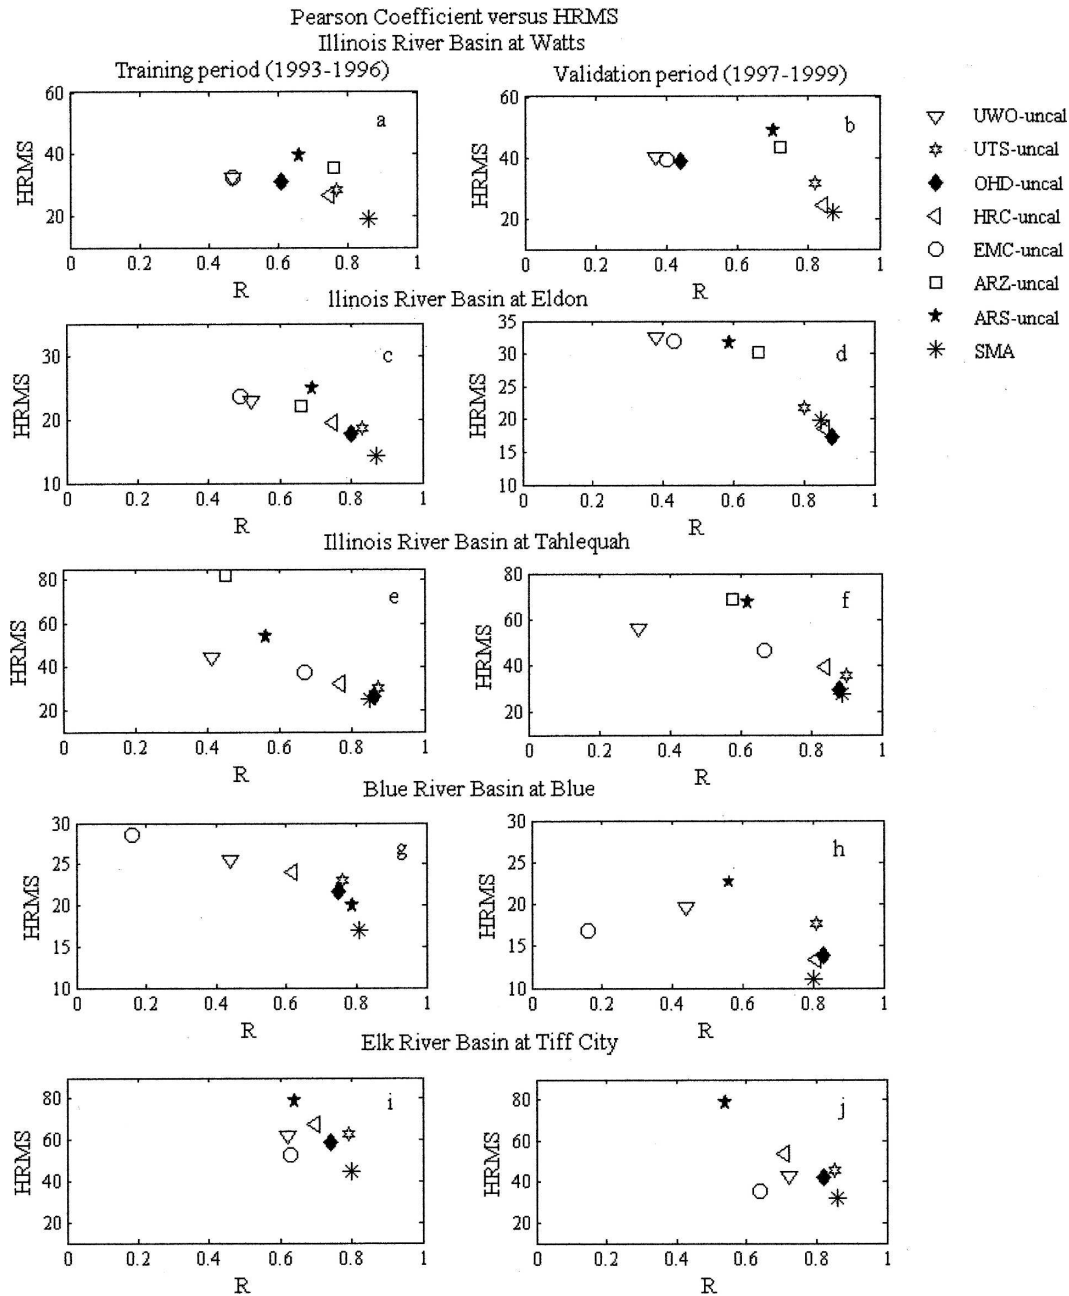 Pearson Coefficient versus HRMS
Illinois River Basin at Watts
Training period (1993-1996)
Validation period (1997-1999)
60
40
20
HRMS
a
0 0.2 0.4 0.6 0.8 1
R
60
40
20
HRMS
b
0 0.2 0.4 0.6 0.8 1
R
UWO-uncal
UTS-uncal
OHD-uncal
HRC-uncal
EMC-uncal
ARZ-uncal
ARS-uncal
SMA
llinois River Basin at Eldon
30
20
10
HRMS
c
0 0.2 0.4 0.6 0.8 1
R
35
30
25
20
15
10
HRMS
d
0 0.2 0.4 0.6 0.8 1
R
Illinois River Basin at Tahlequah
80
60
40
20
HRMS
e
0 0.2 0.4 0.6 0.8 1
R
80
60
40
20
HRMS
f
0 0.2 0.4 0.6 0.8 1
R
Blue River Basin at Blue
30
25
20
15
10
HRMS
g
0 0.2 0.4 0.6 0.8 1
R
30
25
20
15
10
HRMS
h
0 0.2 0.4 0.6 0.8 1
R
Elk River Basin at Tiff City
80
60
40
20
HRMS
i
0 0.2 0.4 0.6 0.8 1
R
80
60
40
20
HRMS
j
0 0.2 0.4 0.6 0.8 1
R